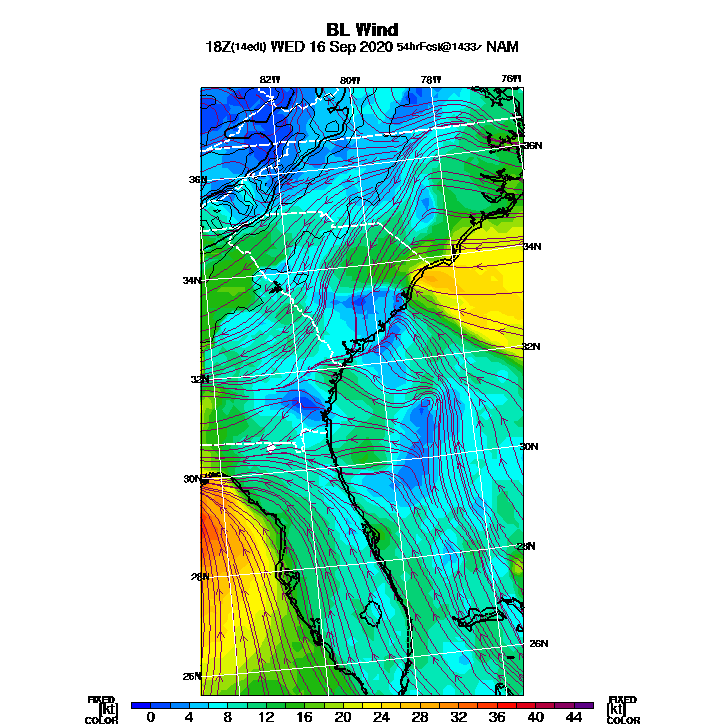 BL Wind
18Z(14edt) WED 16 Sep 2020 54hrFcst@1433z NAM
82W 80W 78W 76W
36N
36N
34N
34N
32N
32N
30N
30N
28N
28N
26N
26N
FIXED FIXED
[kt] 0 4 8 12 16 20 24 28 32 36 40 44 [kt]
COLOR COLOR